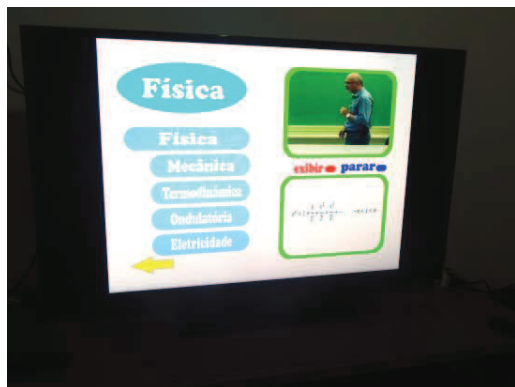 Física
Física
Mecânica
Termodinâmica
Ondulatória
Eletricidade
exibir parar